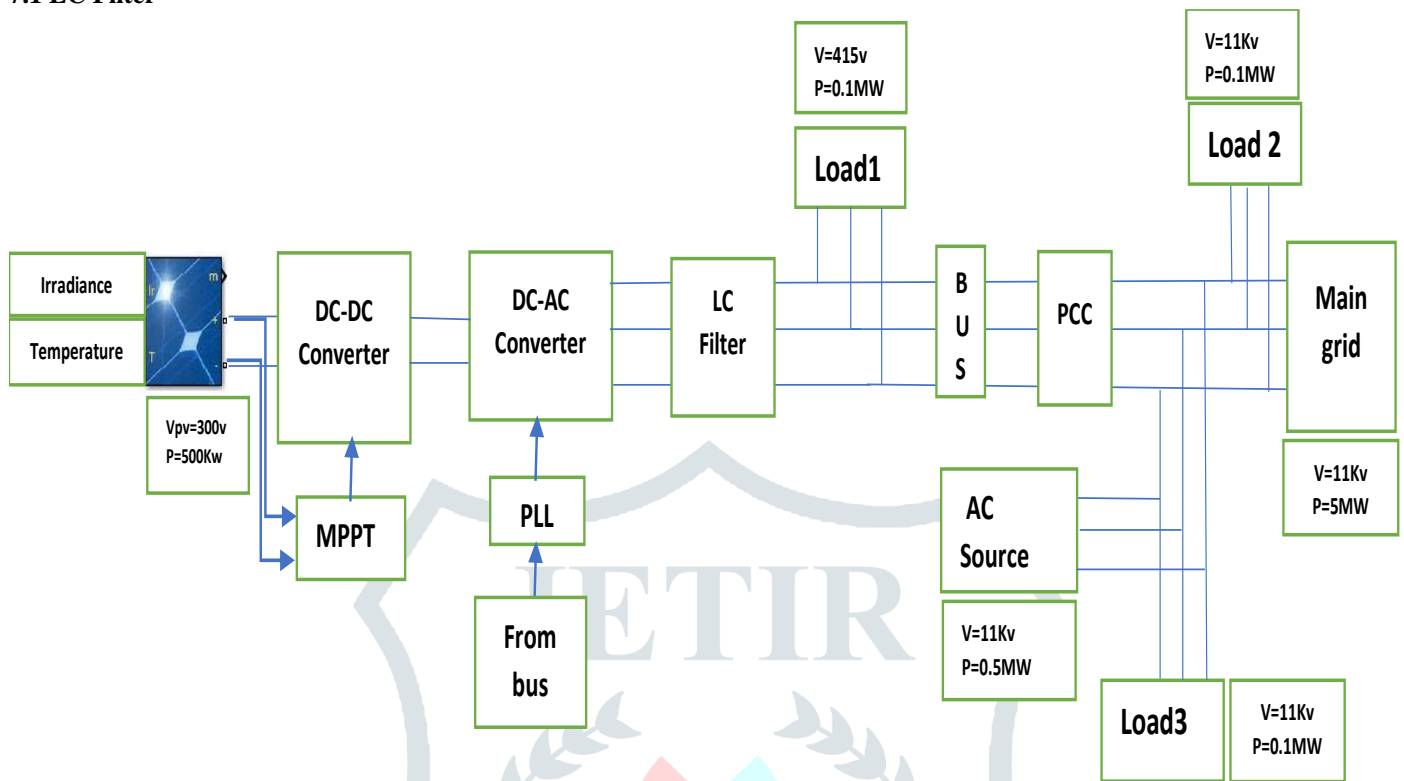 V=415v
P=0.1MW
V=11Kv
P=0.1MW
Load1
Load 2
Irradiance
Temperature
Ir
T
m
+
-
DC-DC
Converter
DC-AC
Converter
LC
Filter
B
U
S
PCC
Main
grid
Vpv=300v
P=500Kw
MPPT
PLL
From
bus
AC
Source
V=11Kv
P=0.5MW
V=11Kv
P=5MW
Load3
V=11Kv
P=0.1MW
JETIR